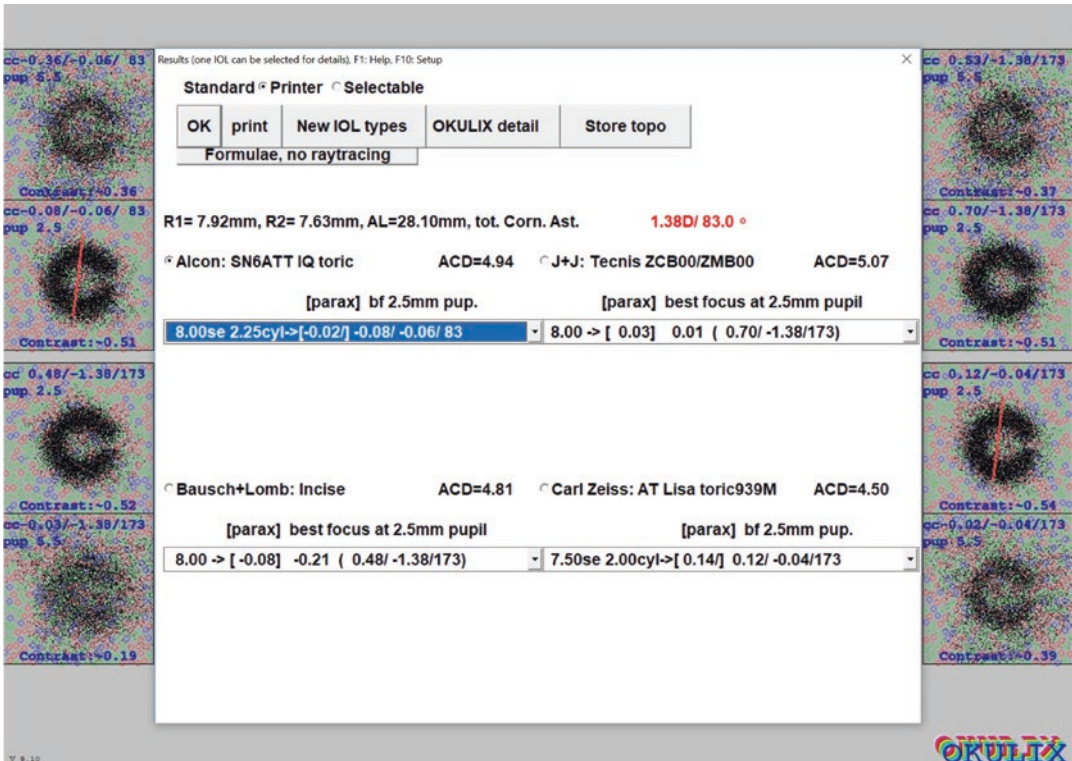 Results (one IOL can be selected for details), F1: Help, F10: Setup
Standard Printer Selectable
OK print New IOL types OKULIX detail Store topo
Formulae, no raytracing
R1= 7.92mm, R2= 7.63mm, AL=28.10mm, tot. Corn. Ast. 1.38D/ 83.0 °
Alcon: SN6ATT IQ toric ACD=4.94 J+J: Tecnis ZCB00/ZMB00 ACD=5.07
[parax] bf 2.5mm pup. [parax] best focus at 2.5mm pupil
8.00se 2.25cyl->[-0.02/] -0.08/ -0.06/ 83 8.00 -> [ 0.03] 0.01 ( 0.70/ -1.38/173)
Bausch+Lomb: Incise ACD=4.81 Carl Zeiss: AT Lisa toric939M ACD=4.50
[parax] best focus at 2.5mm pupil [parax] bf 2.5mm pup.
8.00 -> [ -0.08] -0.21 ( 0.48/ -1.38/173) 7.50se 2.00cyl->[ 0.14/] 0.12/ -0.04/173
cc-0.36/-0.06/ 83
pup 5.5
Contrast:~0.36
cc-0.08/-0.06/ 83
pup 2.5
Contrast:~0.51
cc 0.48/-1.38/173
pup 2.5
Contrast:~0.52
cc-0.03/-1.38/173
pup 5.5
Contrast:~0.19
cc 0.53/-1.38/173
pup 5.5
Contrast:~0.37
cc 0.70/-1.38/173
pup 2.5
Contrast:~0.51
cc 0.12/-0.04/173
pup 2.5
Contrast:~0.54
cc-0.02/-0.04/173
pup 5.5
Contrast:~0.39
V 9.10
OKULIX